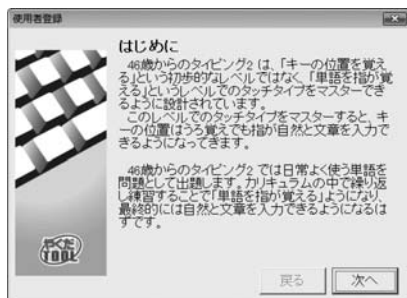 使用者登録
はじめに
46歳からのタイピング2 は、「キーの位置を覚え
る」という初歩的なレベルではなく、「単語を指が覚
える」というレベルでのタッチタイプをマスターでき
るように設計されています。
このレベルでのタッチタイプをマスターすると、キ
ーの位置はうろ覚えでも指が自然と文章を入力で
きるようになってきます。
46歳からのタイピング2 では日常よく使う単語を
問題として出題します。カリキュラムの中で繰り返
し練習することで「単語を指が覚える」ようになり、
最終的には自然と文章を入力できるようになるは
ずです。
やくだ
TOOL
戻る
次へ